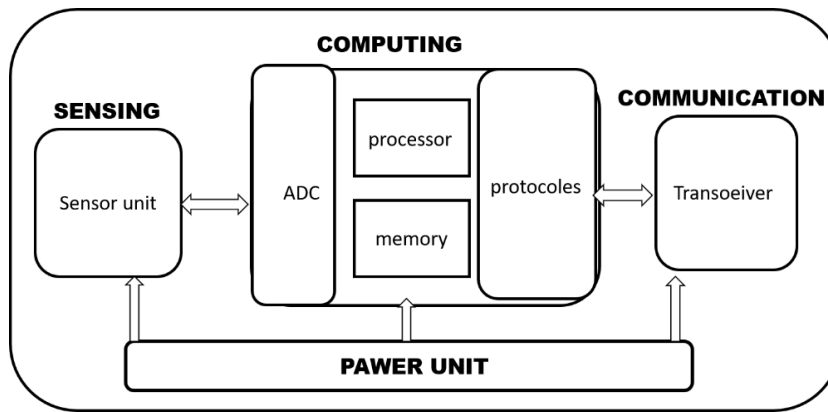 COMPUTING
SENSING
COMMUNICATION
Sensor unit
ADC
processor
memory
protocoles
Transoeiver
PAWER UNIT